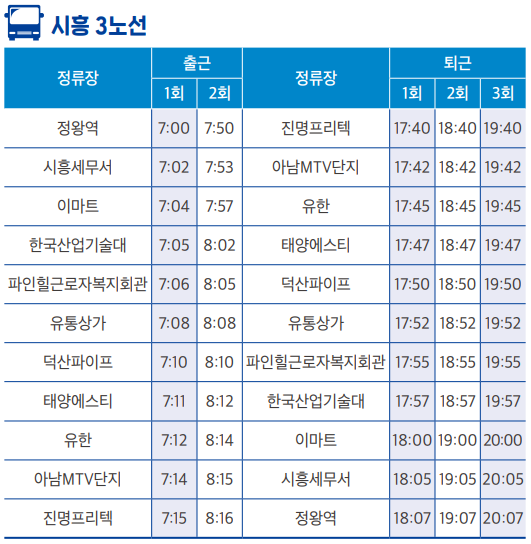 시흥 3노선
정류장 출근 정류장 퇴근
1회 2회 1회 2회 3회
정왕역 7:00 7:50 진명프리텍 17:40 18:40 19:40
시흥세무서 7:02 7:53 아남MTV단지 17:42 18:42 19:42
이마트 7:04 7:57 유한 17:45 18:45 19:45
한국산업기술대 7:05 8:02 태양에스티 17:47 18:47 19:47
파인힐근로자복지회관 7:06 8:05 덕산파이프 17:50 18:50 19:50
유통상가 7:08 8:08 유통상가 17:52 18:52 19:52
덕산파이프 7:10 8:10 파인힐근로자복지회관 17:55 18:55 19:55
태양에스티 7:11 8:12 한국산업기술대 17:57 18:57 19:57
유한 7:12 8:14 이마트 18:00 19:00 20:00
아남MTV단지 7:14 8:15 시흥세무서 18:05 19:05 20:05
진명프리텍 7:15 8:16 정왕역 18:07 19:07 20:07